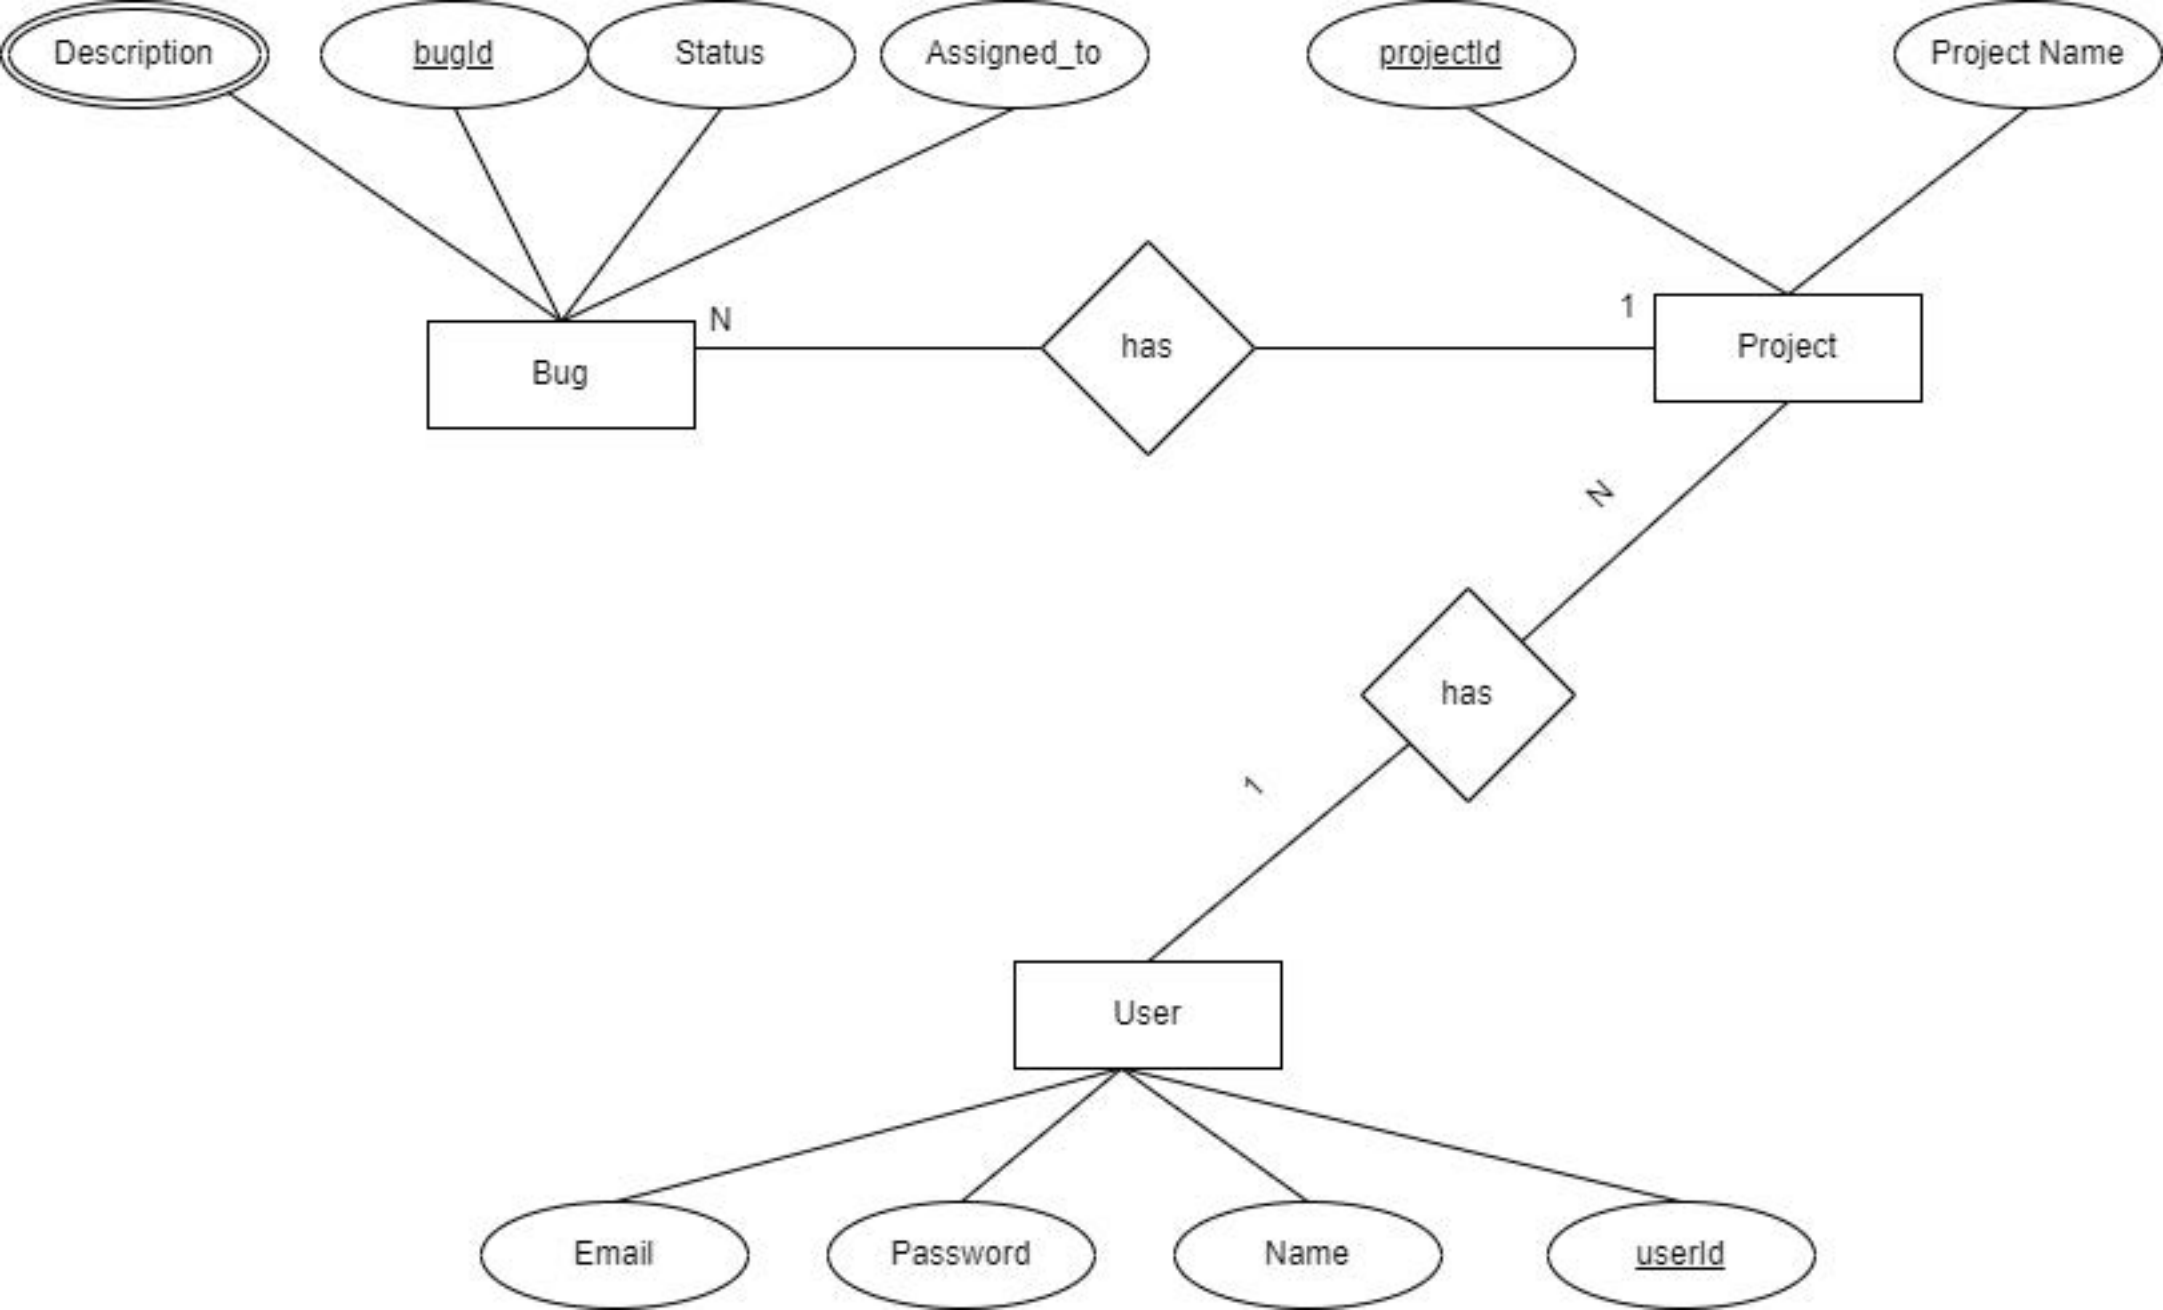 Description
bugId
Status
Assigned_to
projectId
Project Name
N
has
1
Project
Bug
N
has
1
User
Email
Password
Name
userId